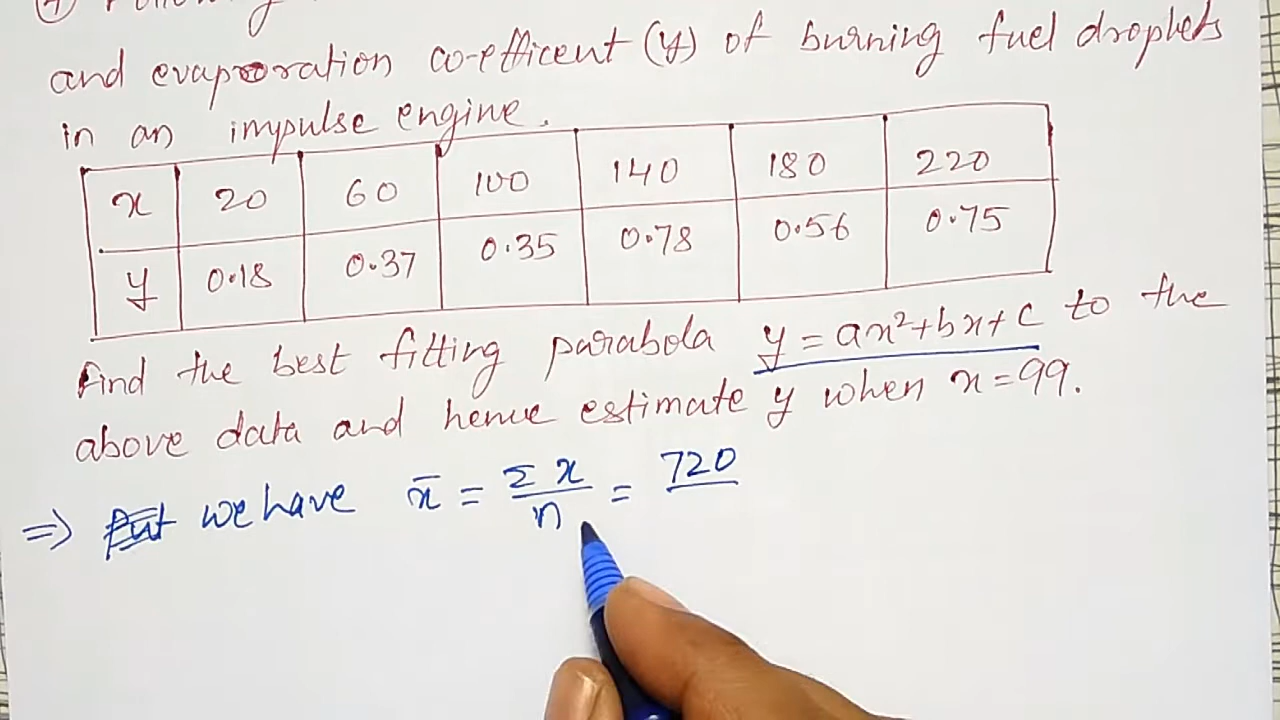 ④ Following
and evaporation co-efficent (y) of burning fuel droplets
in an impulse engine.
x 20 60 100 140 180 220
y 0.18 0.37 0.35 0.78 0.56 0.75
Find the best fitting parabola y = ax²+bx+c to the
above data and hence estimate y when x=99.
⇒ we have x̄ = Σx/n = 720